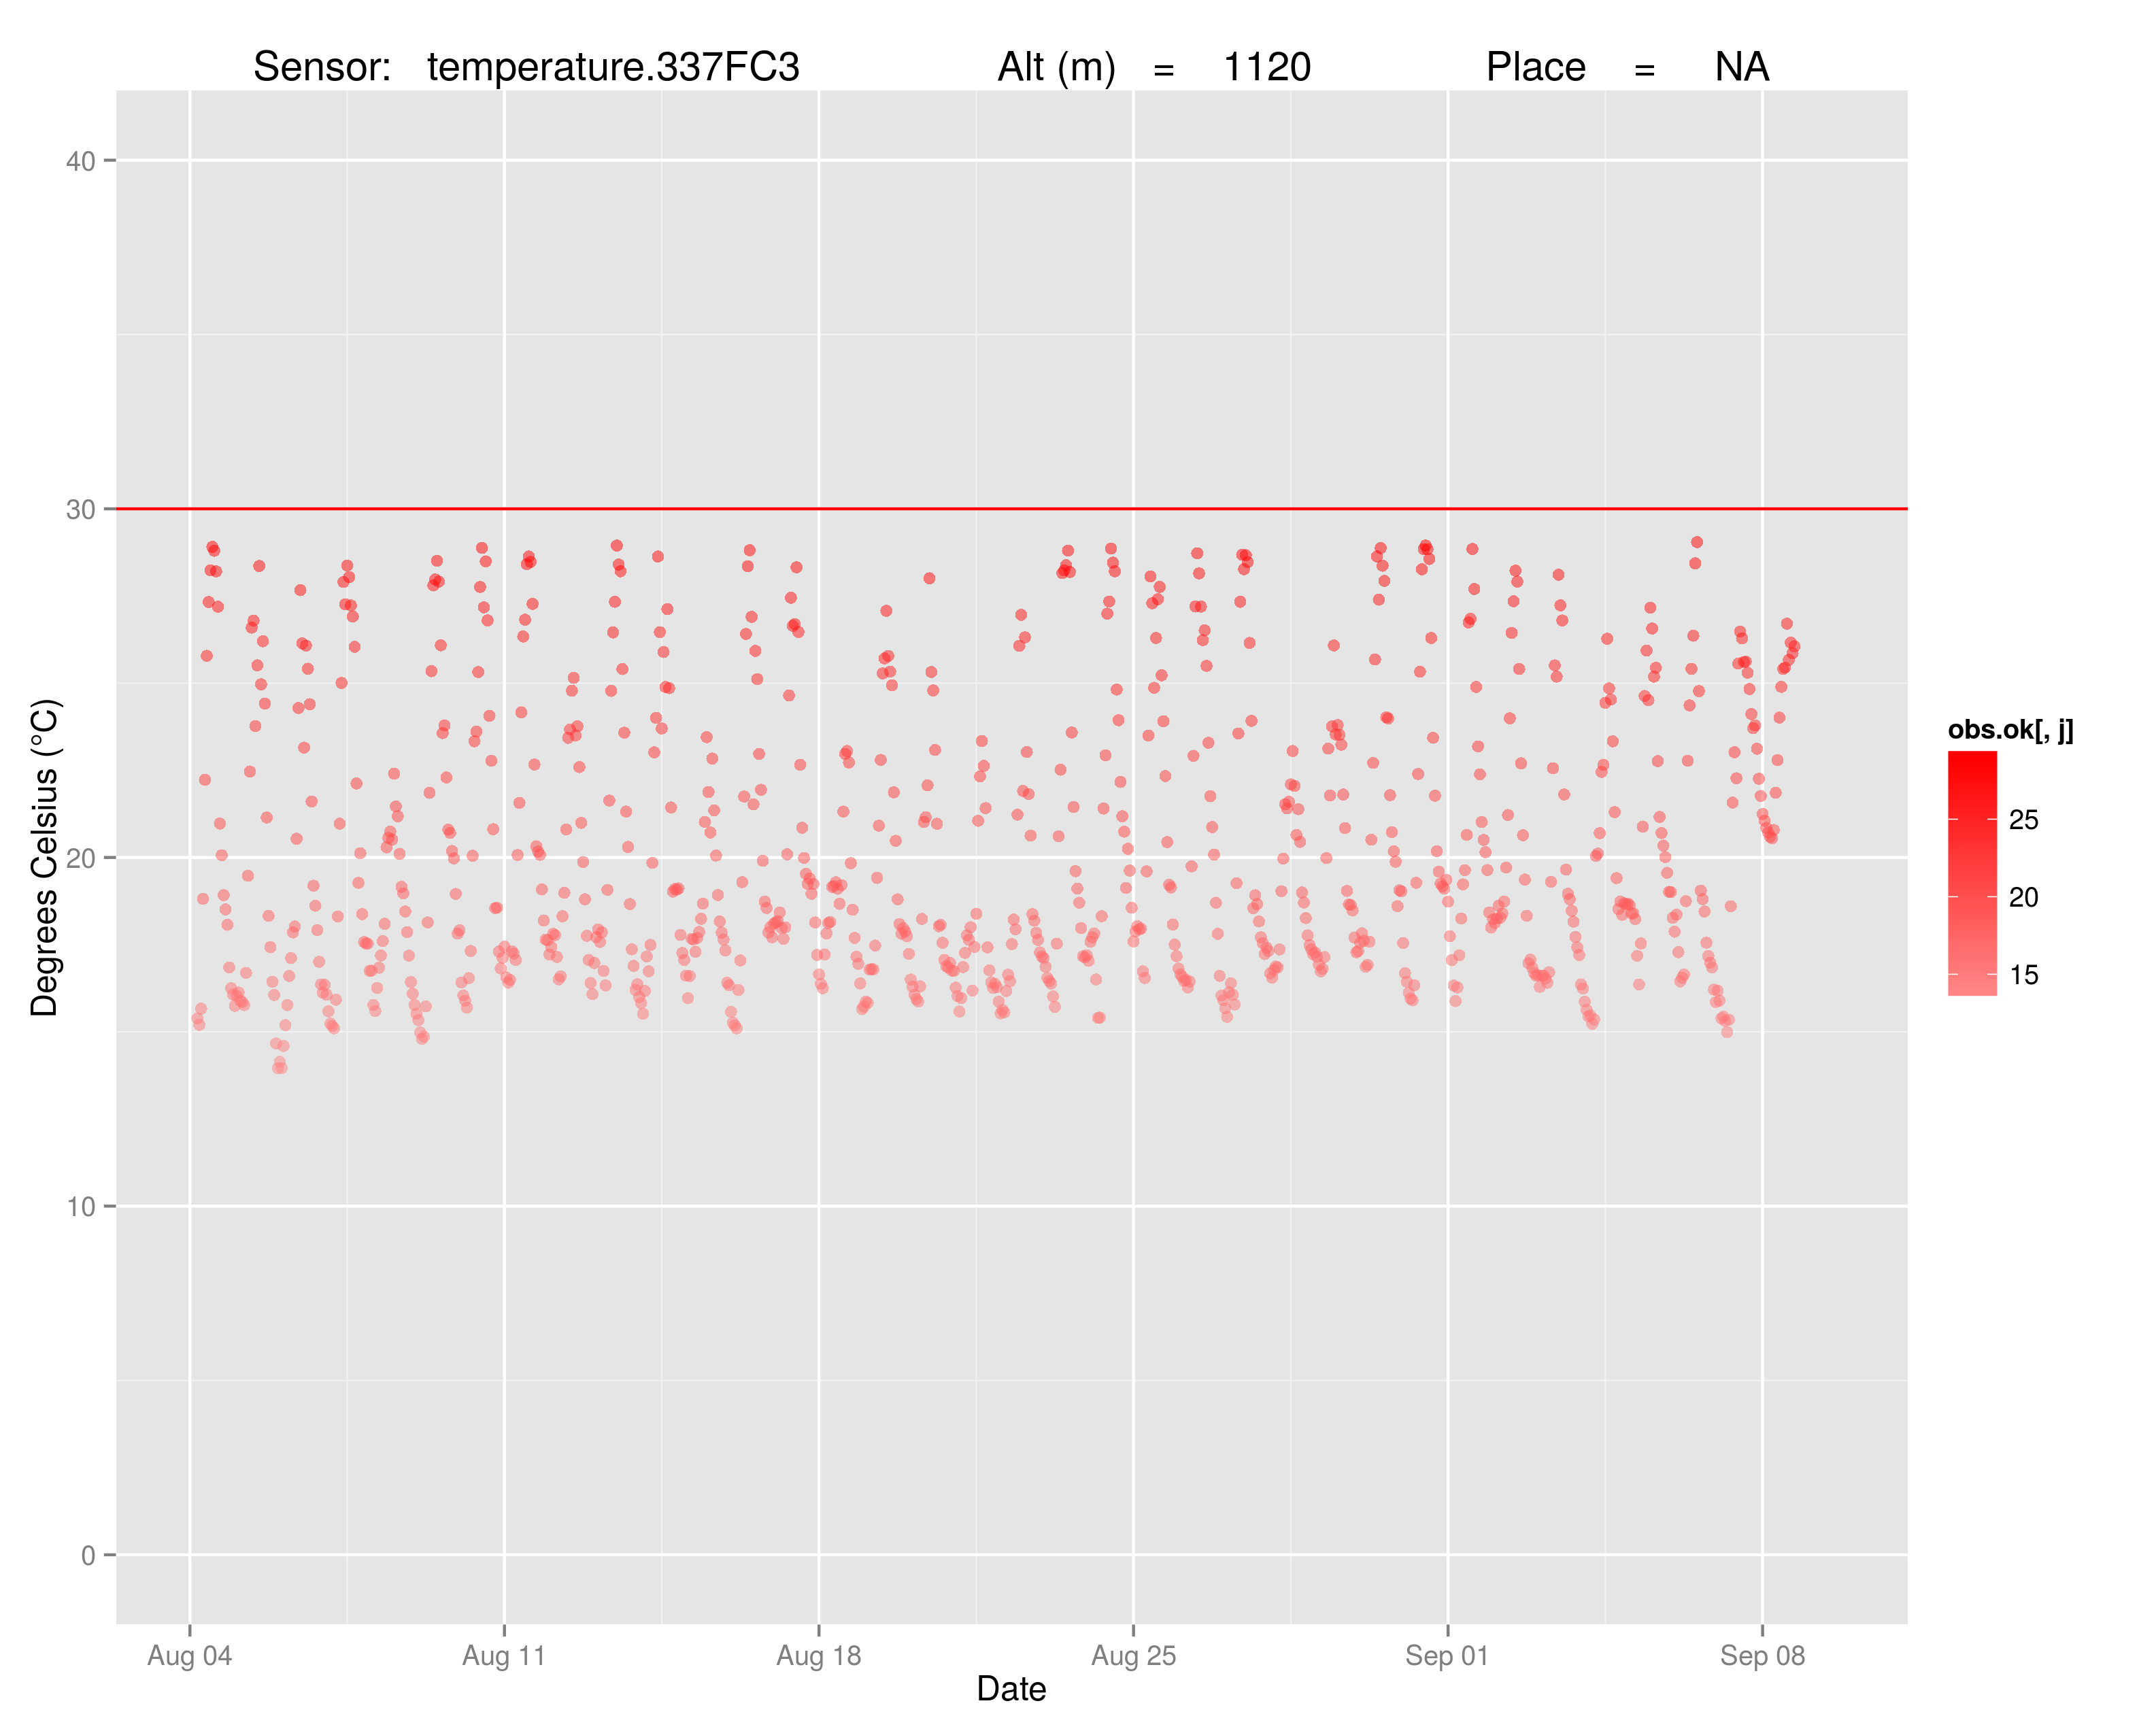 Sensor: temperature.337FC3 Alt (m) = 1120 Place = NA
40
30
20
10
0
Degrees Celsius (°C)
Aug 04 Aug 11 Aug 18 Aug 25 Sep 01 Sep 08
Date
obs.ok[, j]
25
20
15